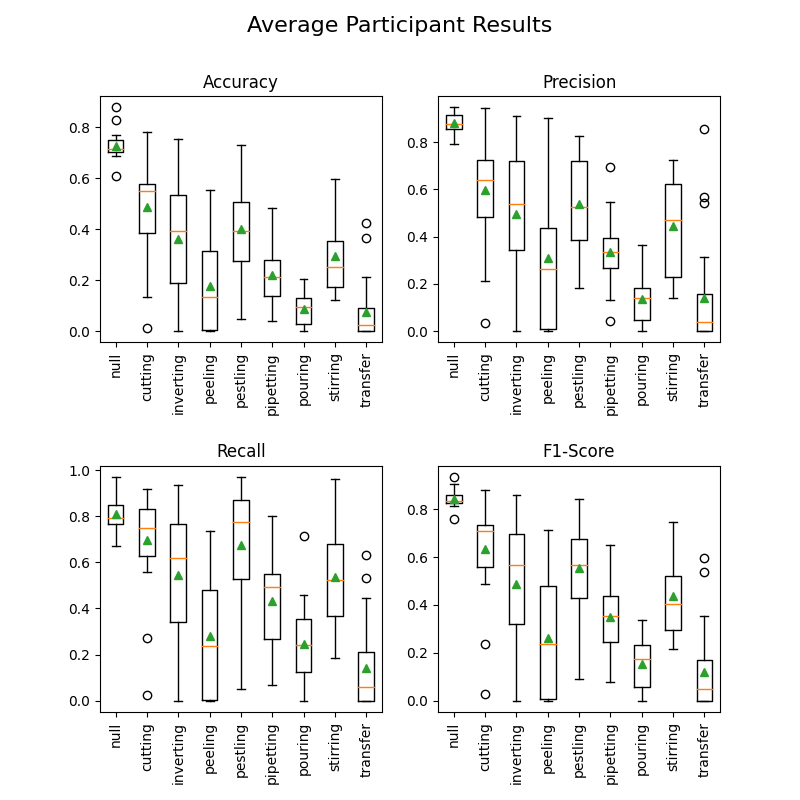 Average Participant Results
Accuracy
0.8
0.6
0.4
0.2
0.0
null
cutting
inverting
peeling
pestling
pipetting
pouring
stirring
transfer
Precision
0.8
0.6
0.4
0.2
0.0
null
cutting
inverting
peeling
pestling
pipetting
pouring
stirring
transfer
Recall
1.0
0.8
0.6
0.4
0.2
0.0
null
cutting
inverting
peeling
pestling
pipetting
pouring
stirring
transfer
F1-Score
0.8
0.6
0.4
0.2
0.0
null
cutting
inverting
peeling
pestling
pipetting
pouring
stirring
transfer